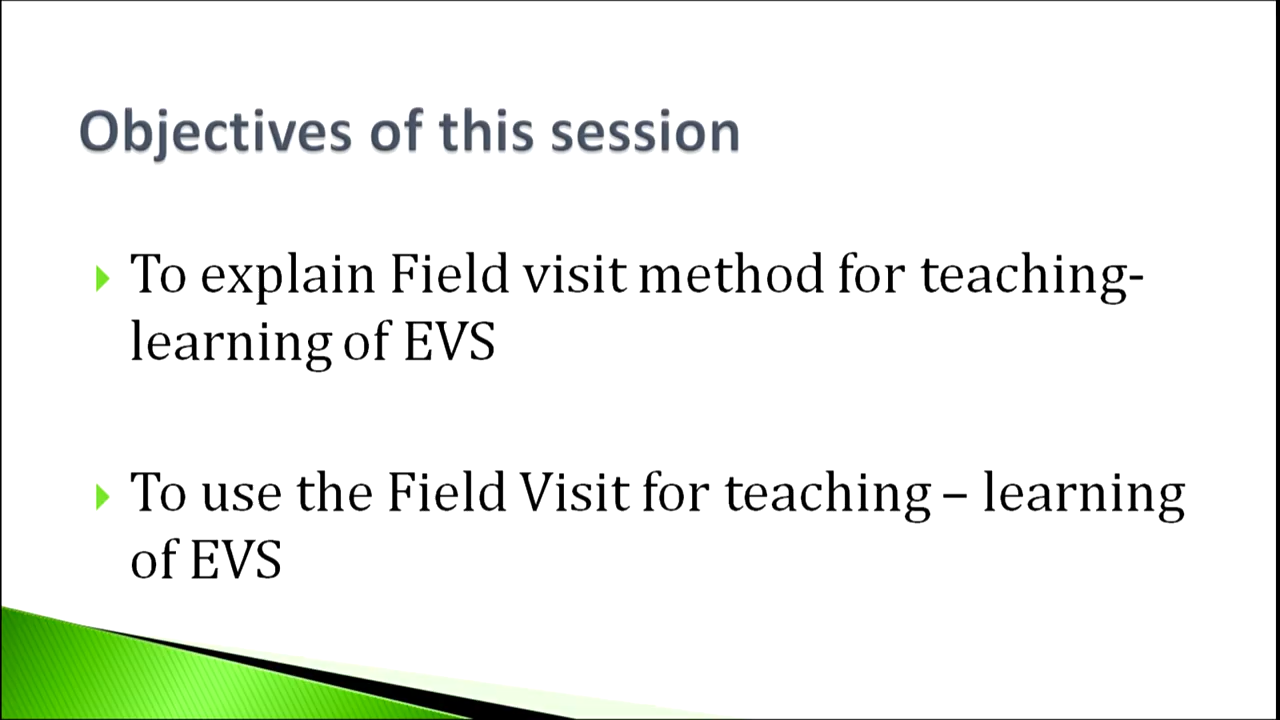 Objectives of this session
To explain Field visit method for teaching-
learning of EVS
To use the Field Visit for teaching – learning
of EVS